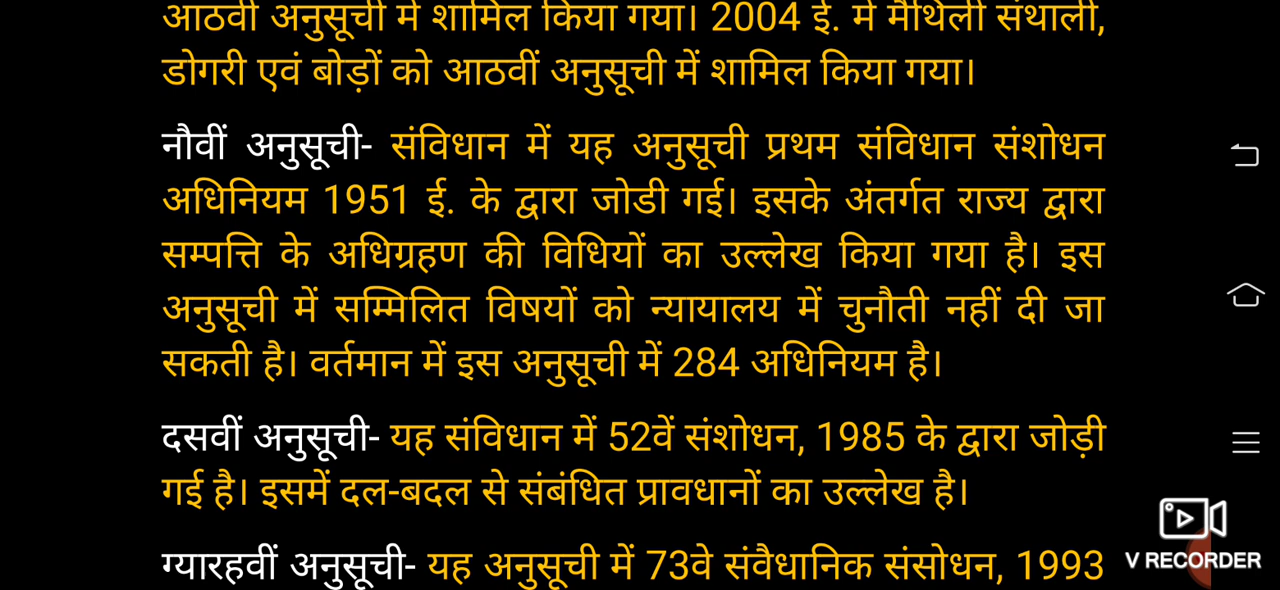 आठवीं अनुसूची में शामिल किया गया। 2004 ई. में मैथिली संथाली,
डोगरी एवं बोड़ों को आठवीं अनुसूची में शामिल किया गया।
नौवीं अनुसूची- संविधान में यह अनुसूची प्रथम संविधान संशोधन
अधिनियम 1951 ई. के द्वारा जोडी गई। इसके अंतर्गत राज्य द्वारा
सम्पत्ति के अधिग्रहण की विधियों का उल्लेख किया गया है। इस
अनुसूची में सम्मिलित विषयों को न्यायालय में चुनौती नहीं दी जा
सकती है। वर्तमान में इस अनुसूची में 284 अधिनियम है।
दसवीं अनुसूची- यह संविधान में 52वें संशोधन, 1985 के द्वारा जोड़ी
गई है। इसमें दल-बदल से संबंधित प्रावधानों का उल्लेख है।
ग्यारहवीं अनुसूची- यह अनुसूची में 73वे संवैधानिक संसोधन, 1993
V RECORDER